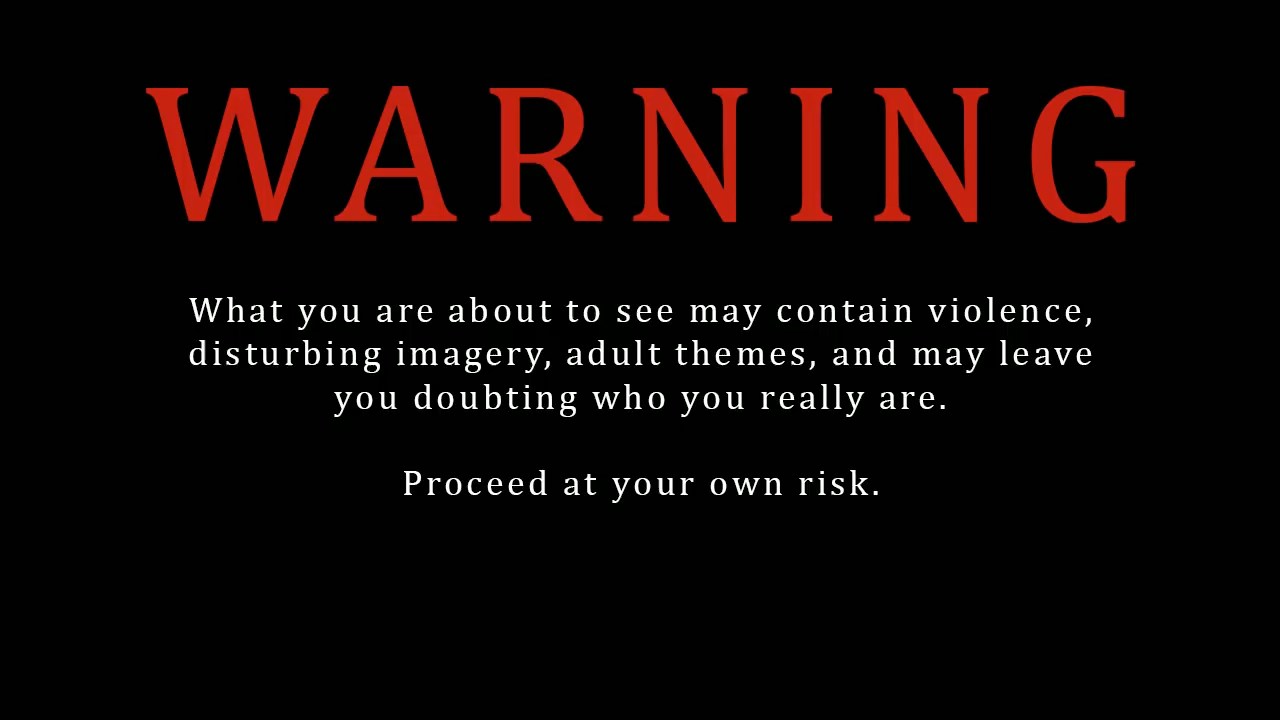 WARNING
What you are about to see may contain violence,
disturbing imagery, adult themes, and may leave
you doubting who you really are.
Proceed at your own risk.